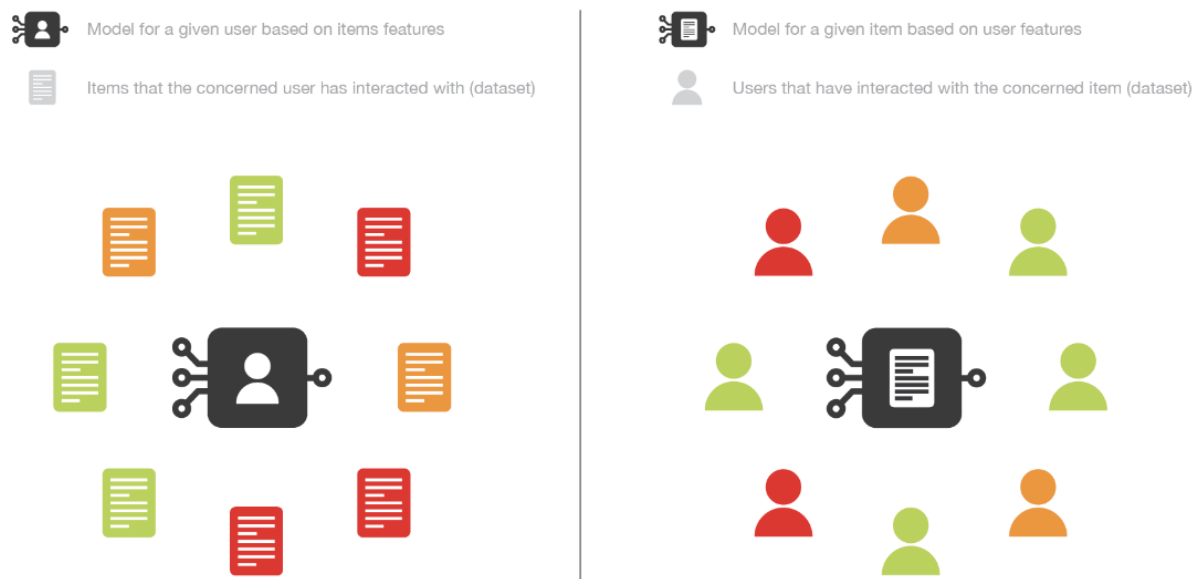 Model for a given user based on items features
Items that the concerned user has interacted with (dataset)
Model for a given item based on user features
Users that have interacted with the concerned item (dataset)